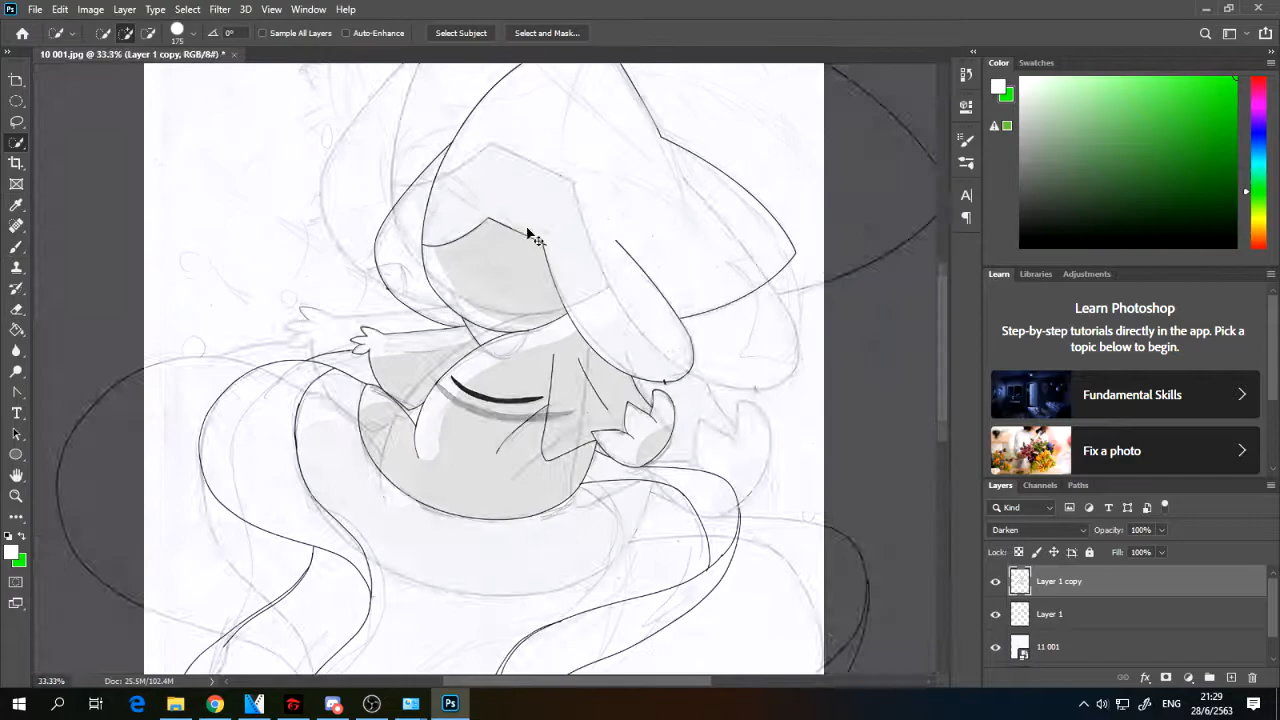 File Edit Image Layer Type Select Filter 3D View Window Help
175 0° Sample All Layers Auto-Enhance Select Subject Select and Mask...
10 001.jpg @ 33.3% (Layer 1 copy, RGB/8#) *
Color Swatches
Learn Libraries Adjustments
Learn Photoshop
Step-by-step tutorials directly in the app. Pick a
topic below to begin.
Fundamental Skills
Fix a photo
Layers Channels Paths
Kind
Darken Opacity: 100%
Lock: Fill: 100%
Layer 1 copy
Layer 1
11 001
33.33% Doc: 25.5M/102.4M
ENG
21:29
28/6/2563